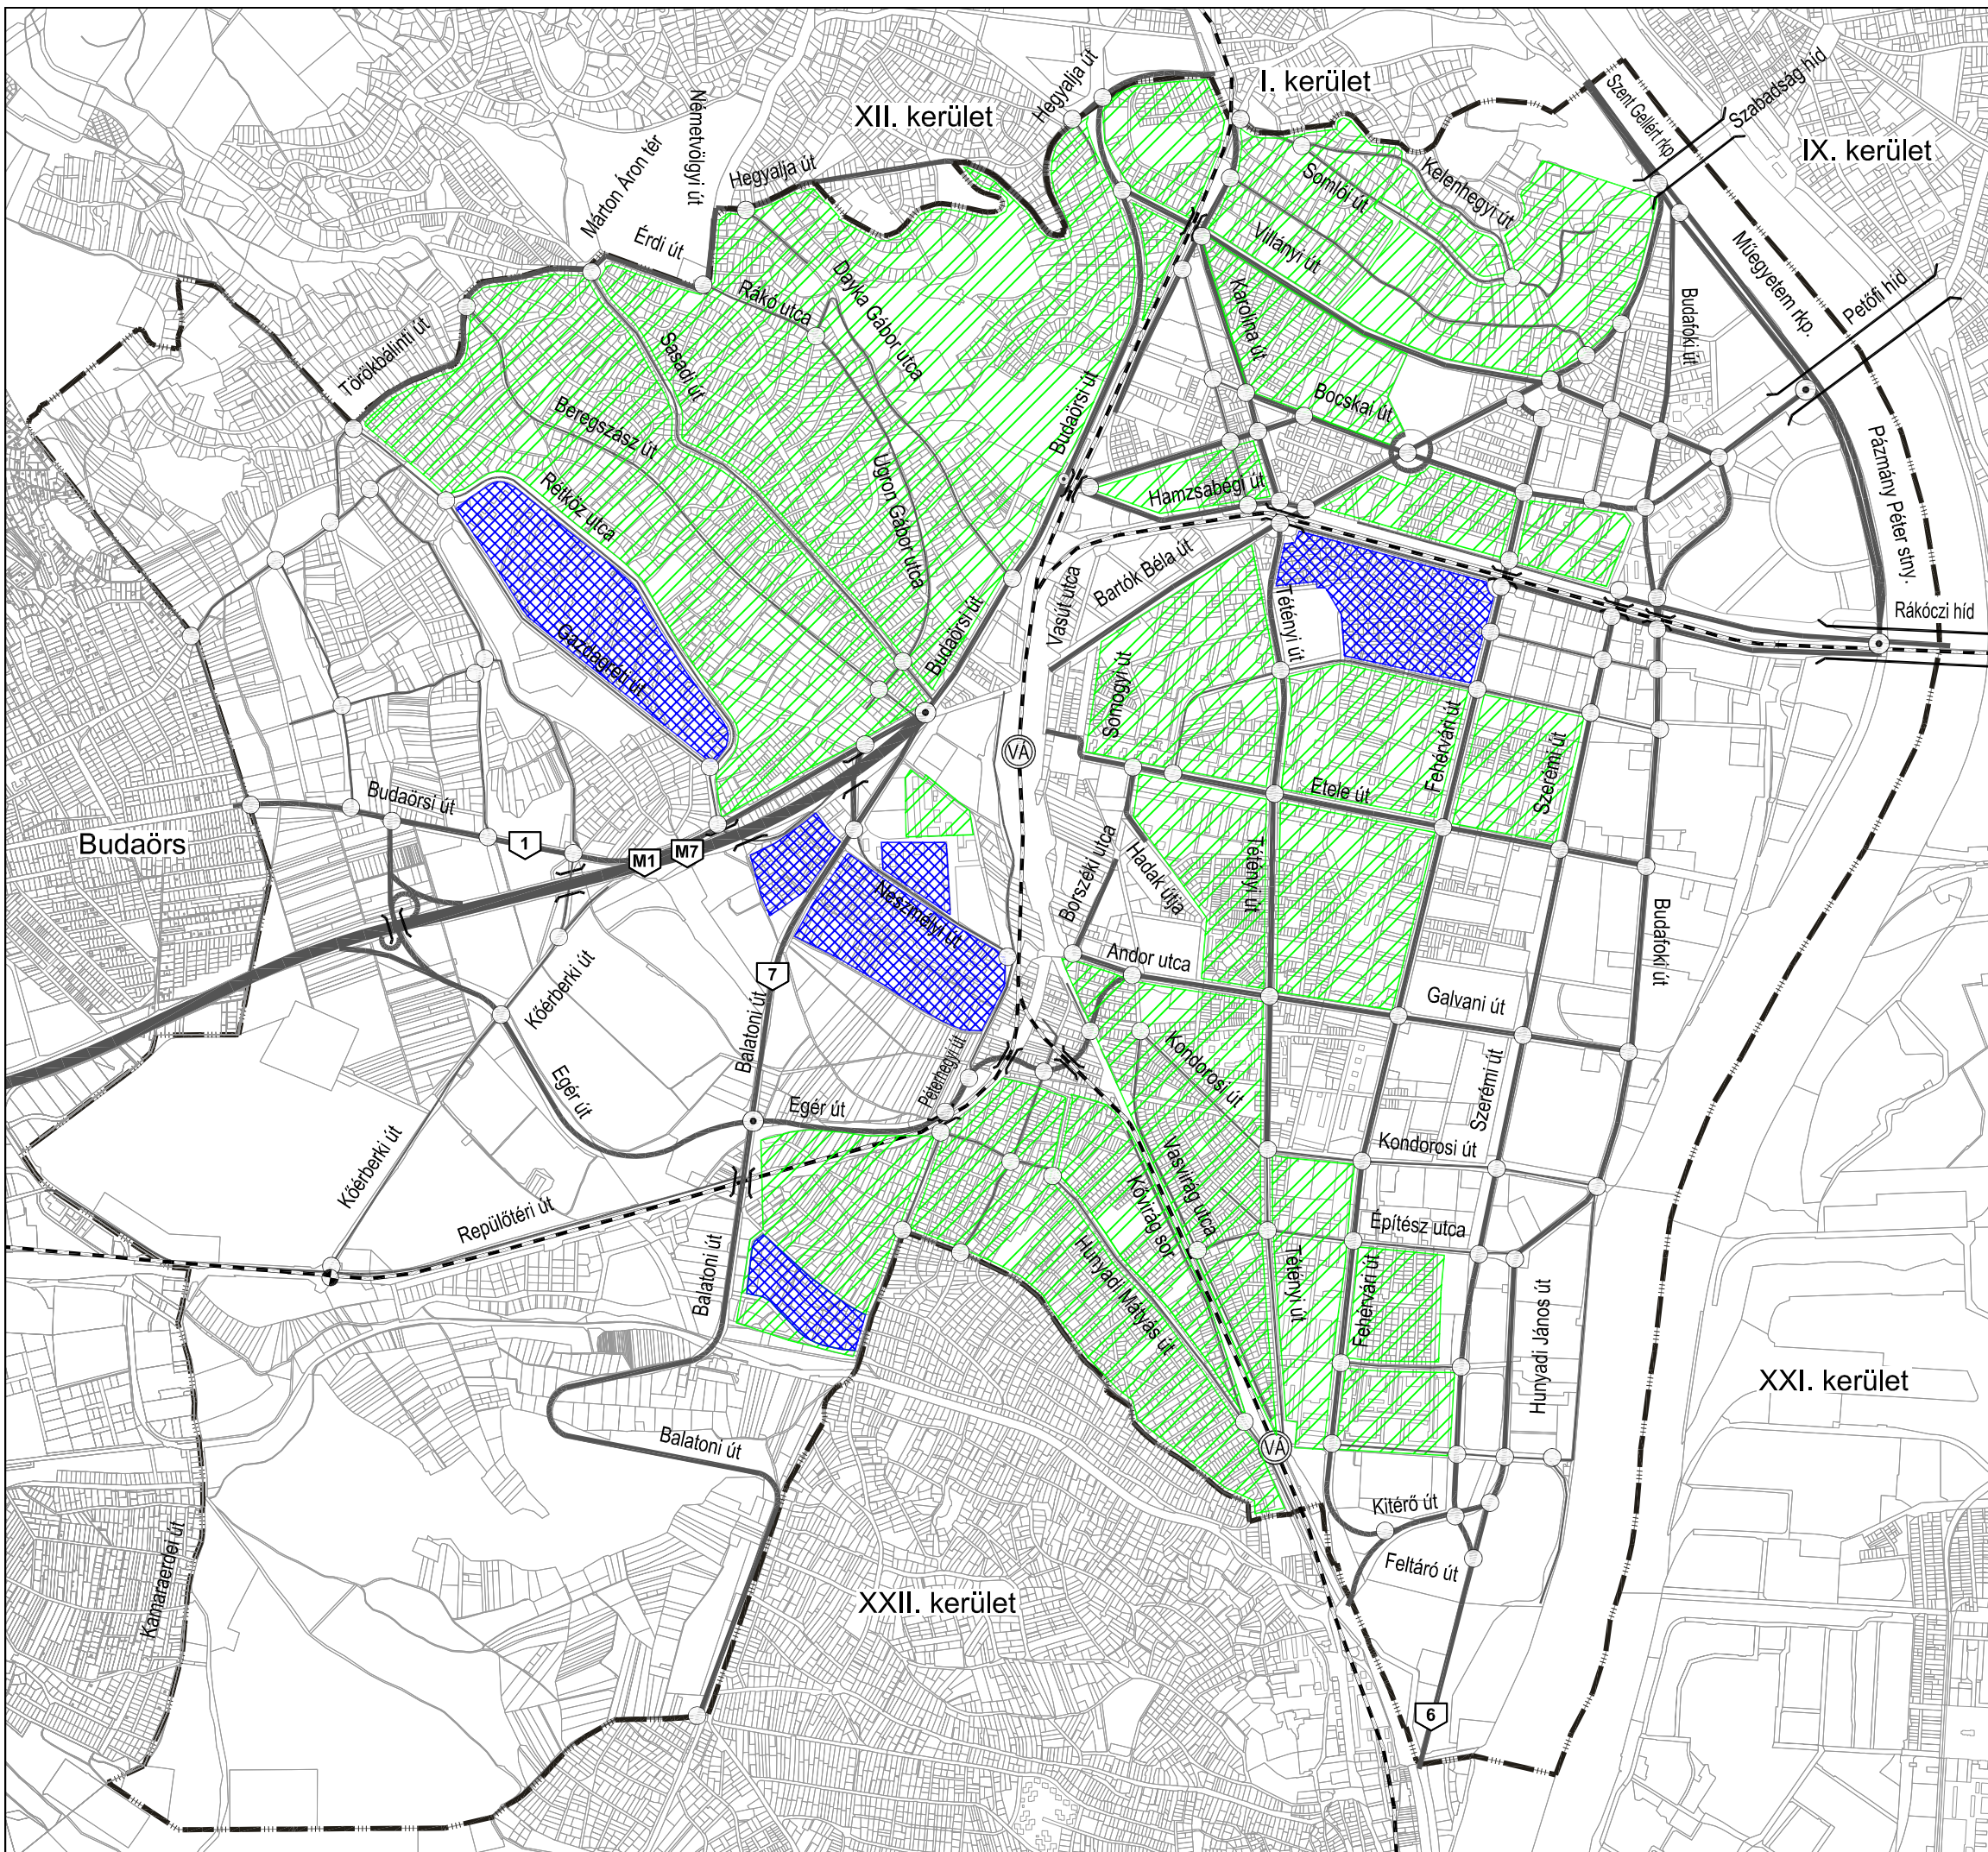 I. kerület
XII. kerület
IX. kerület
Hegyalja út
Szent Gellért rkp.
Szabadság híd
Németvölgyi út
Márton Áron tér
Hegyalja út
Érdi út
Somlói út
Kelenhegyi út
Villányi út
Műegyetem rkp.
Petőfi híd
Budafoki út
Karolina út
Dayka Gábor utca
Rákó utca
Sasadi út
Törökbálinti út
Beregszász út
Budaörsi út
Bocskai út
Ugron Gábor utca
Rétköz utca
Hamzsabégi út
Pázmány Péter stny.
Bartók Béla út
Vasút utca
Tétényi út
Rákóczi híd
Gazdagréti út
Budaörsi út
Somogyi út
VÁ
Fehérvári út
Szerémi út
Etele út
Budaörsi út
1
M1
M7
Budaörs
Borszéki utca
Hadak útja
Tétényi út
Neszmélyi út
Budafoki út
Andor utca
7
Galvani út
Kőérberki út
Balatoni út
Péterhegyi út
Kondorosi út
Egér út
Egér út
Szerémi út
Kondorosi út
Kőérberki út
Vasvirág utca
Kővirág sor
Repülőtéri út
Építész utca
Balatoni út
Hunyadi Mátyás út
Tétényi út
Fehérvári út
Hunyadi János út
XXI. kerület
Balatoni út
VÁ
Kitérő út
Feltáró út
Kamaraerdei út
XXII. kerület
6